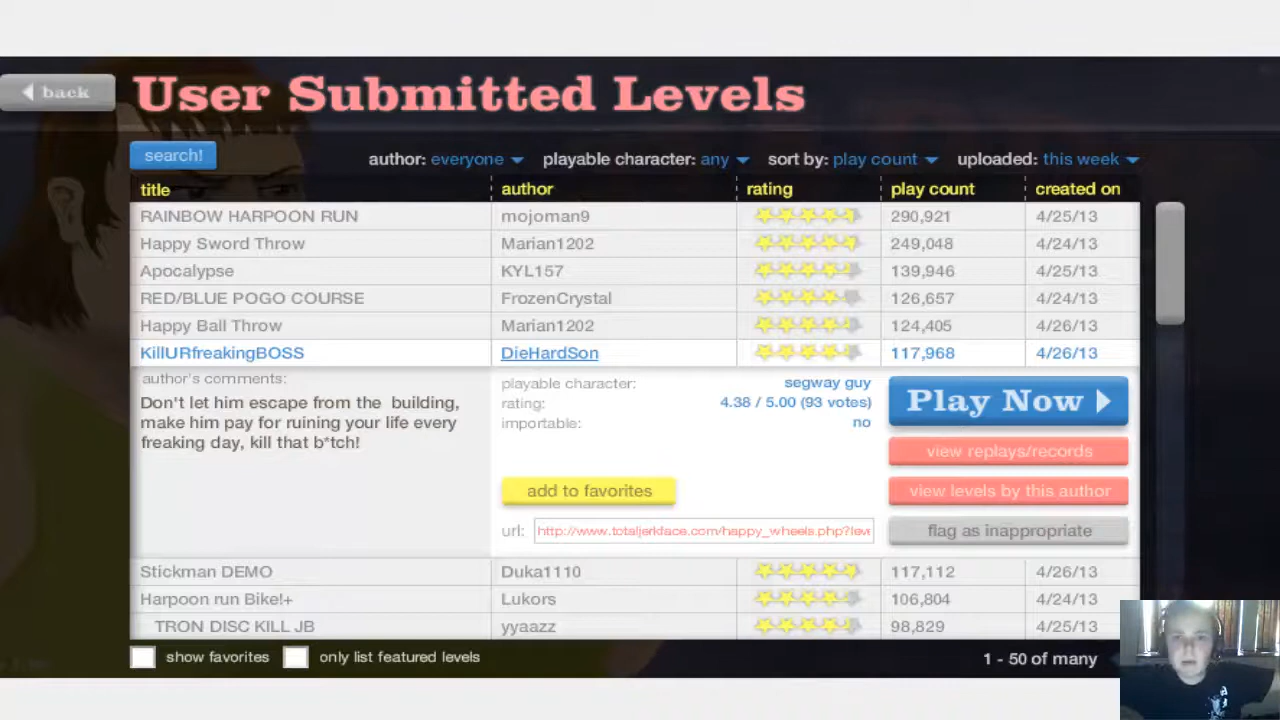 back
User Submitted Levels
search!
author: everyone playable character: any sort by: play count uploaded: this week
title author rating play count created on
RAINBOW HARPOON RUN mojoman9 290,921 4/25/13
Happy Sword Throw Marian1202 249,048 4/24/13
Apocalypse KYL157 139,946 4/25/13
RED/BLUE POGO COURSE FrozenCrystal 126,657 4/24/13
Happy Ball Throw Marian1202 124,405 4/26/13
KillURfreakingBOSS DieHardSon 117,968 4/26/13
author's comments:
Don't let him escape from the building,
make him pay for ruining your life every
freaking day, kill that b*tch!
playable character: segway guy
rating: 4.38 / 5.00 (93 votes)
importable: no
add to favorites
url: http://www.totaljerkface.com/happy_wheels.php?leve
Play Now
view replays/records
view levels by this author
flag as inappropriate
Stickman DEMO Duka1110 117,112 4/26/13
Harpoon run Bike!+ Lukors 106,804 4/24/13
TRON DISC KILL JB yyaazz 98,829 4/25/13
show favorites only list featured levels 1 - 50 of many